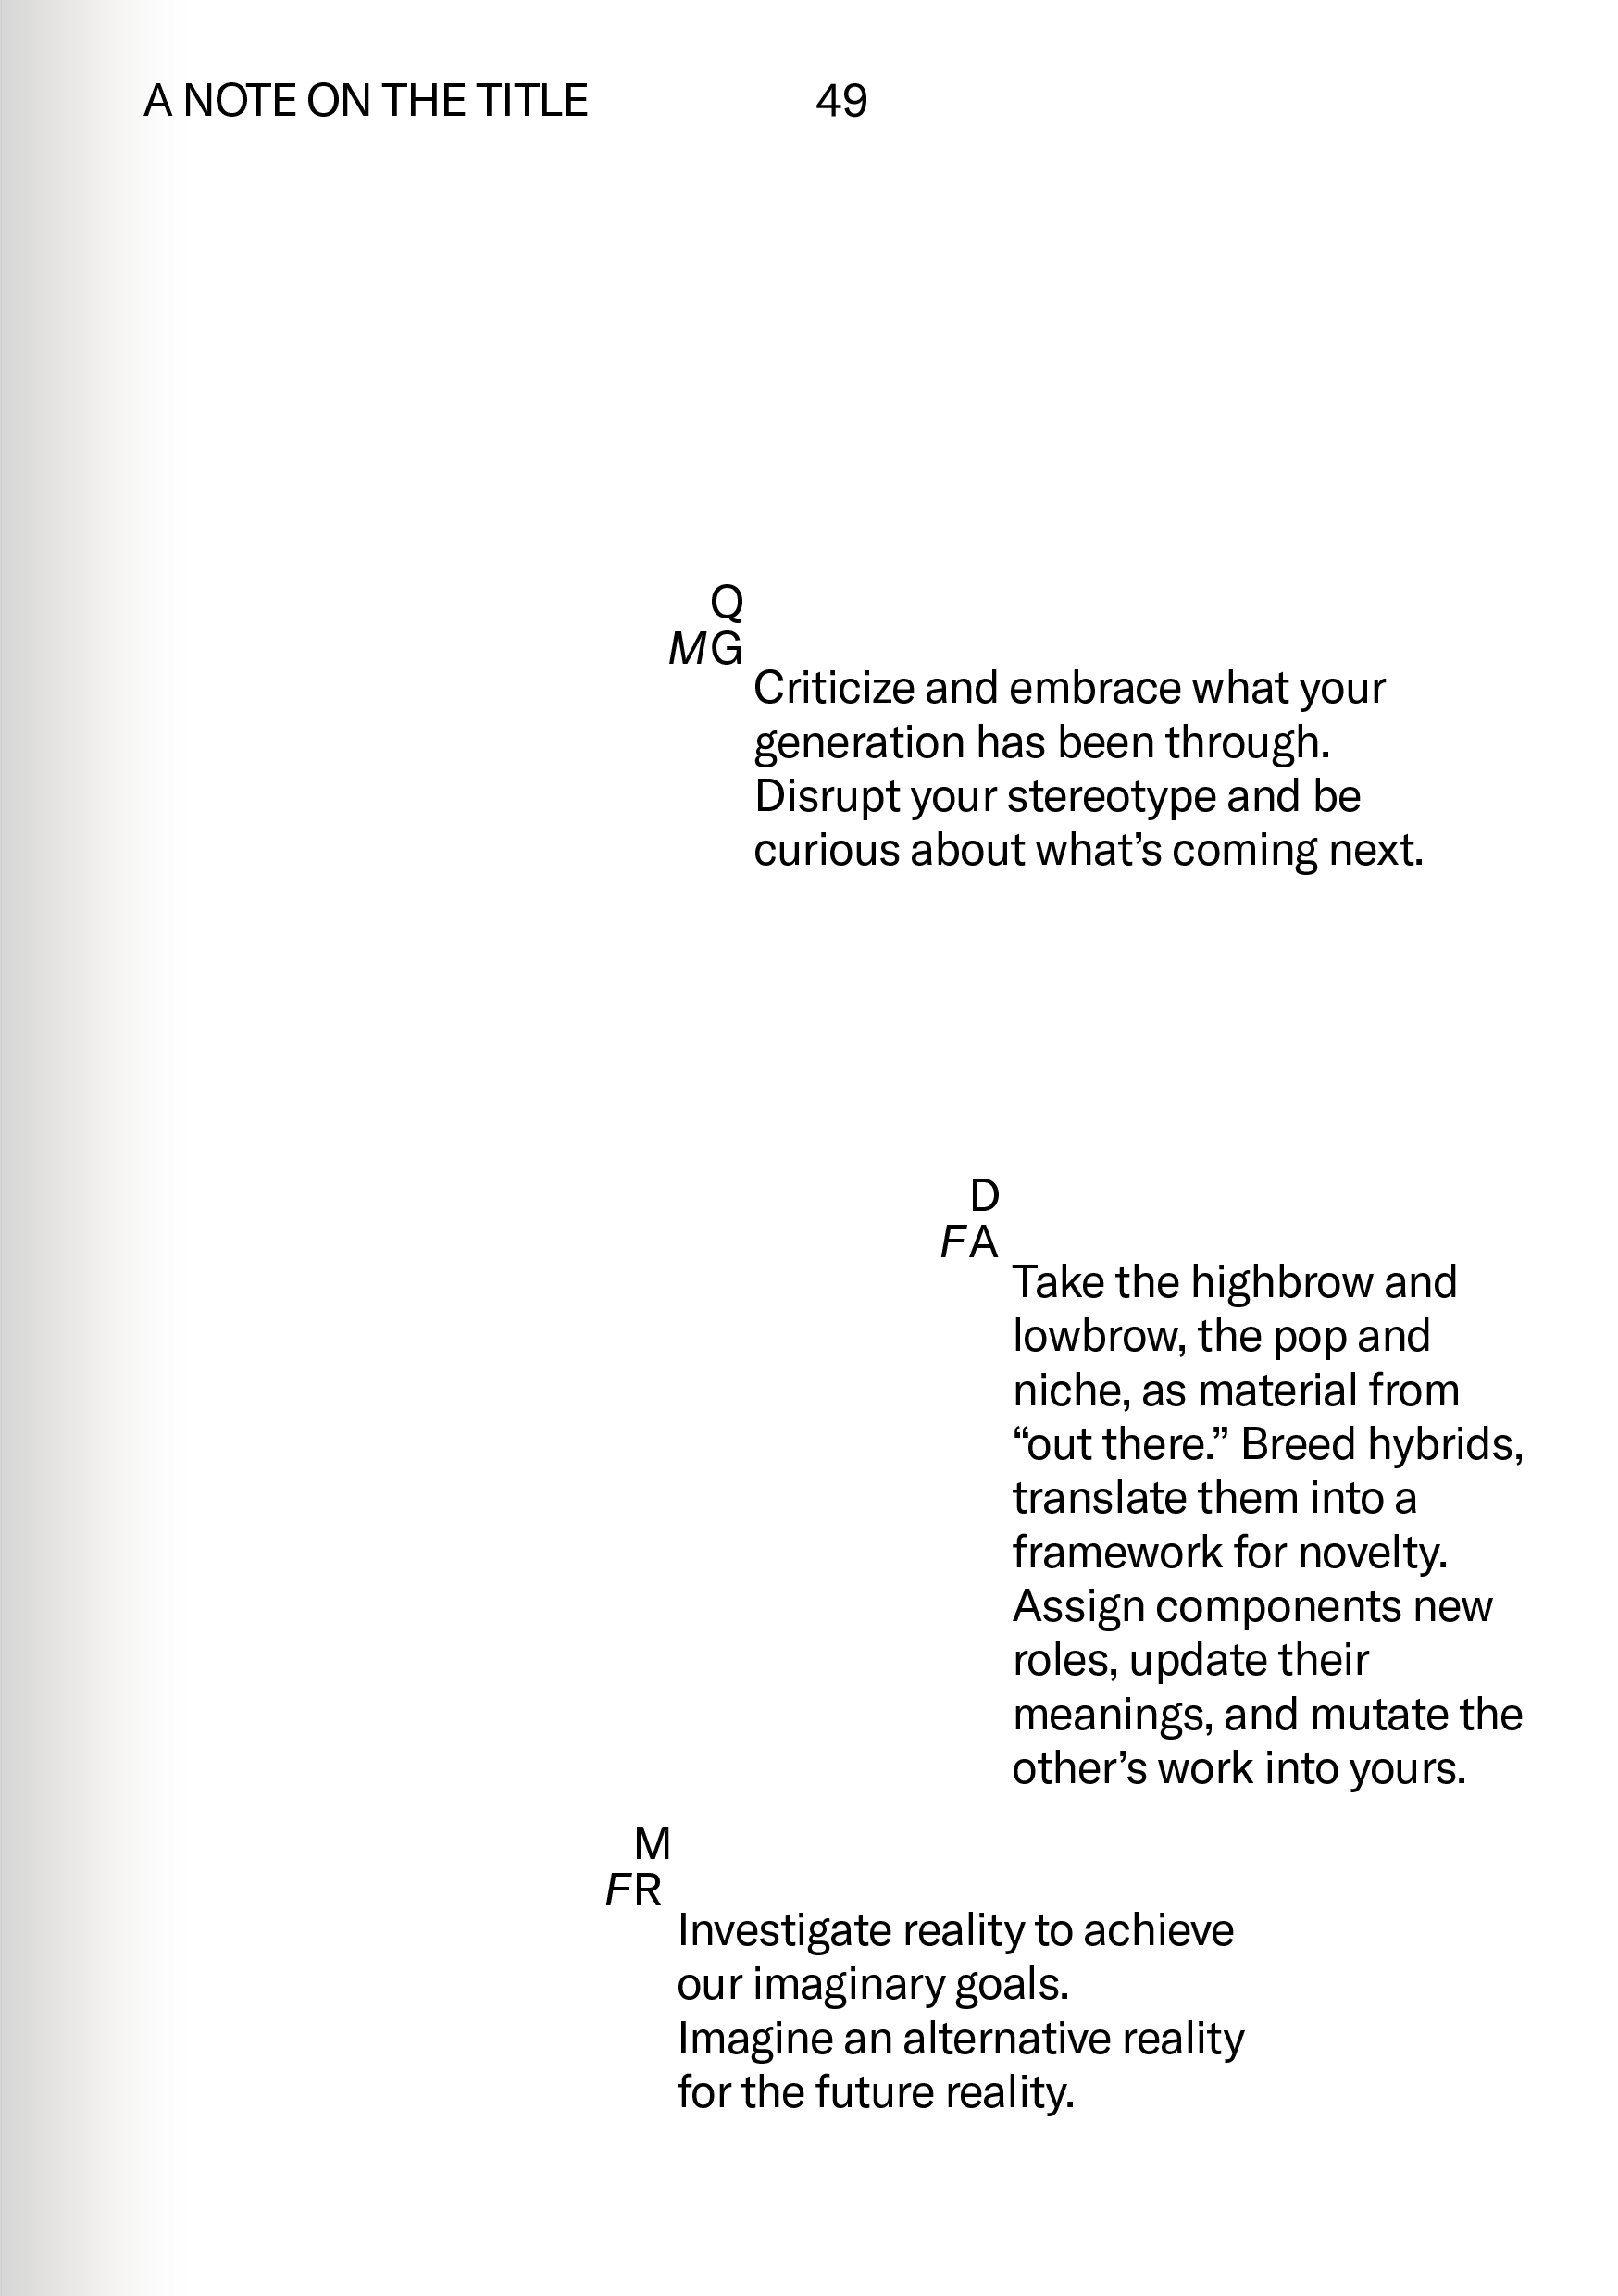 A NOTE ON THE TITLE 49
Q
MG
Criticize and embrace what your
generation has been through.
Disrupt your stereotype and be
curious about what’s coming next.
D
FA
Take the highbrow and
lowbrow, the pop and
niche, as material from
“out there.” Breed hybrids,
translate them into a
framework for novelty.
Assign components new
roles, update their
meanings, and mutate the
other’s work into yours.
M
FR
Investigate reality to achieve
our imaginary goals.
Imagine an alternative reality
for the future reality.